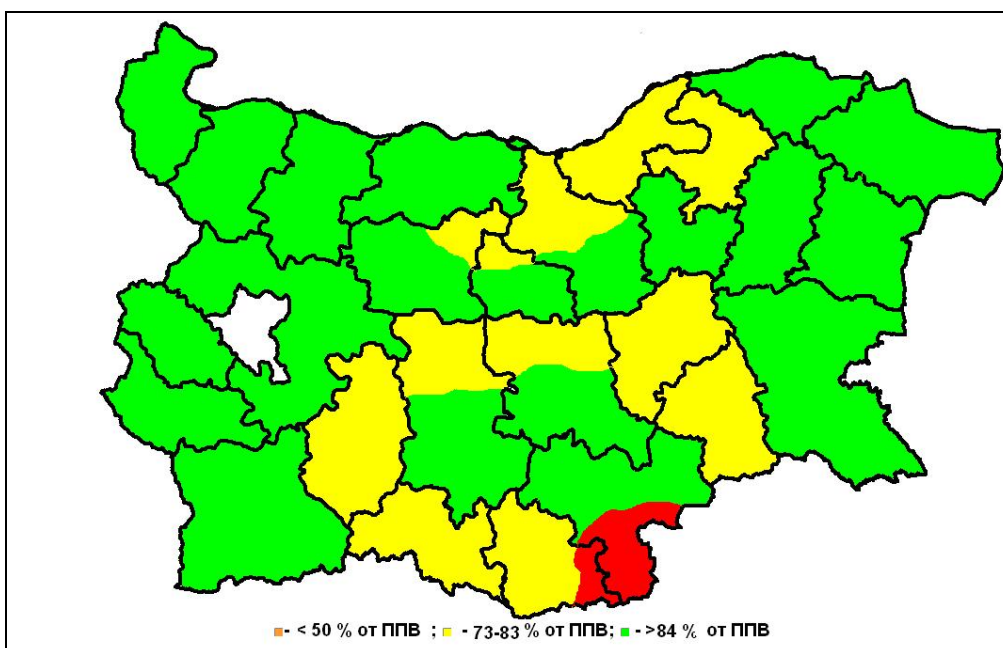 - < 50 % от ППВ ; - 73-83 % от ППВ; - >84 % от ППВ